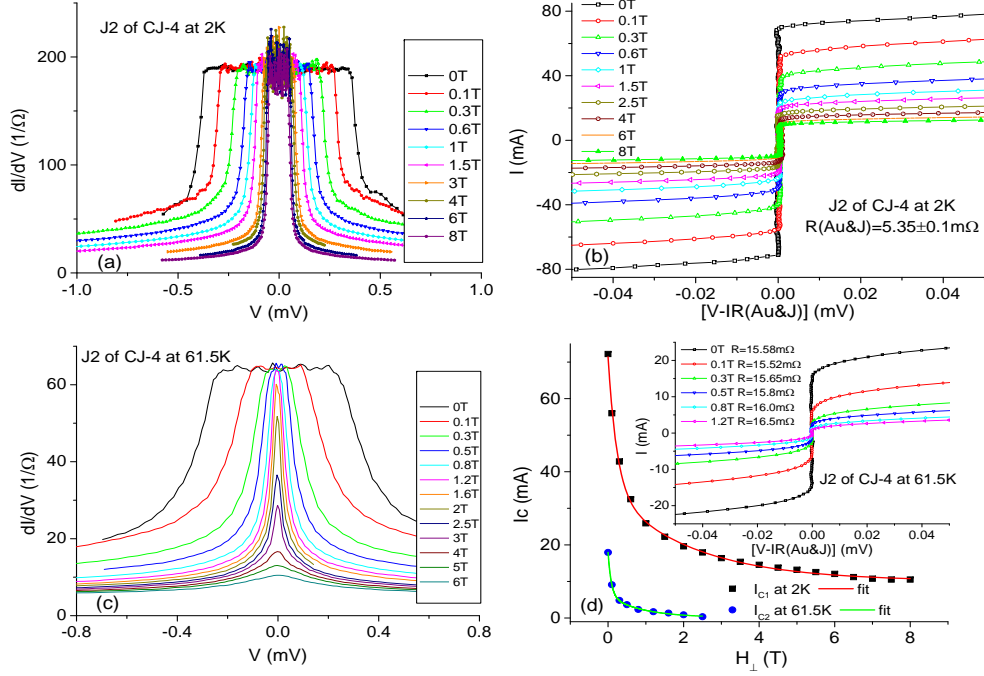 J2 of CJ-4 at 2K
200
100
0
dI/dV (1/Ω)
-1.0
-0.5
0.0
0.5
1.0
V (mV)
(a)
0T
0.1T
0.3T
0.6T
1T
1.5T
3T
4T
6T
8T
80
40
0
-40
-80
I (mA)
-0.04
-0.02
0.00
0.02
0.04
[V-IR(Au&J)] (mV)
0T
0.1T
0.3T
0.6T
1T
1.5T
2.5T
4T
6T
8T
J2 of CJ-4 at 2K
R(Au&J)=5.35±0.1mΩ
(b)
J2 of CJ-4 at 61.5K
60
40
20
0
dI/dV (1/Ω)
-0.8
-0.4
0.0
0.4
0.8
V (mV)
(c)
0T
0.1T
0.3T
0.5T
0.8T
1.2T
1.6T
2T
2.5T
3T
4T
5T
6T
80
60
40
20
0
Ic (mA)
0
2
4
6
8
H⊥ (T)
(d)
IC1 at 2K fit
IC2 at 61.5K fit
0T R=15.58mΩ
0.1T R=15.52mΩ
0.3T R=15.65mΩ
0.5T R=15.8mΩ
0.8T R=16.0mΩ
1.2T R=16.5mΩ
20
10
0
-10
-20
I (mA)
J2 of CJ-4 at 61.5K
-0.04
-0.02
0.00
0.02
0.04
[V-IR(Au&J)] (mV)